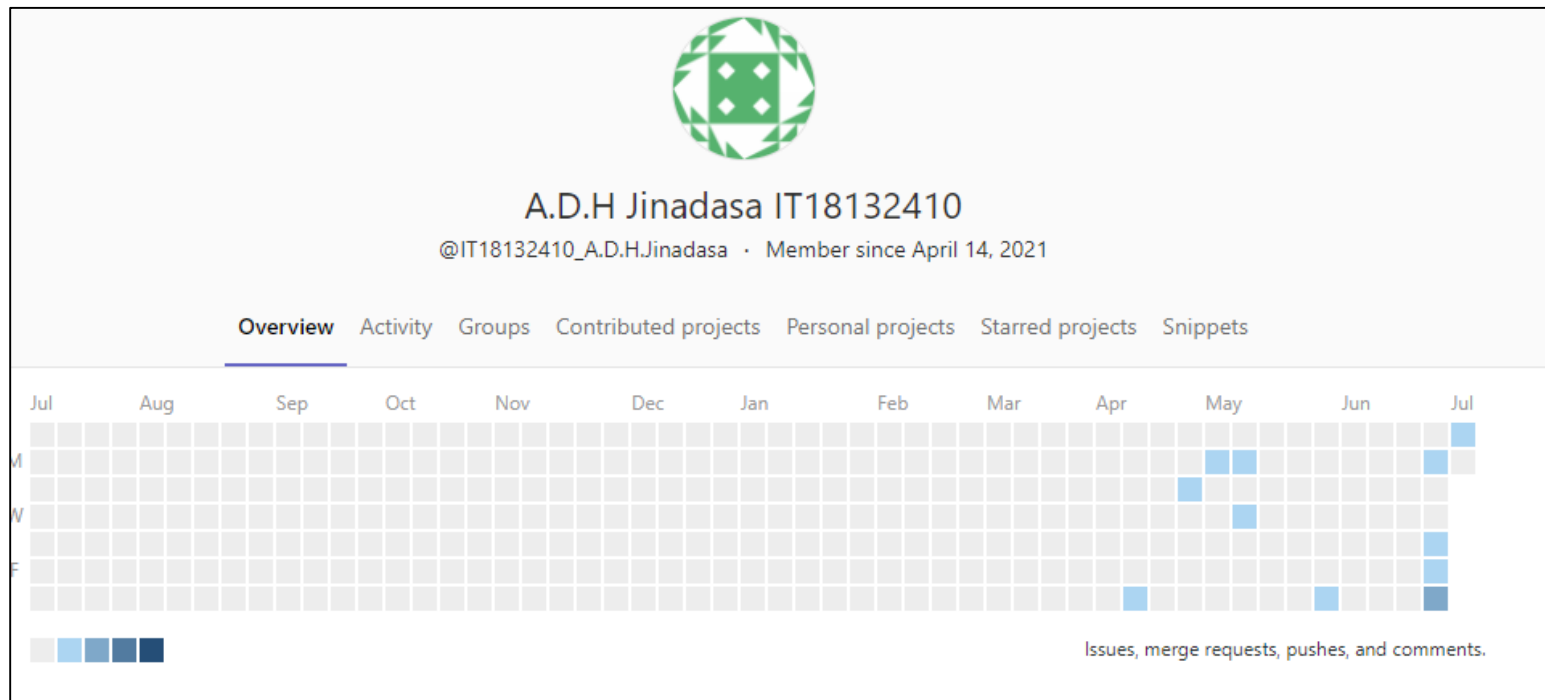 A.D.H Jinadasa IT18132410
@IT18132410_A.D.H.Jinadasa · Member since April 14, 2021
Overview Activity Groups Contributed projects Personal projects Starred projects Snippets
Jul Aug Sep Oct Nov Dec Jan Feb Mar Apr May Jun Jul
M
W
F
Issues, merge requests, pushes, and comments.